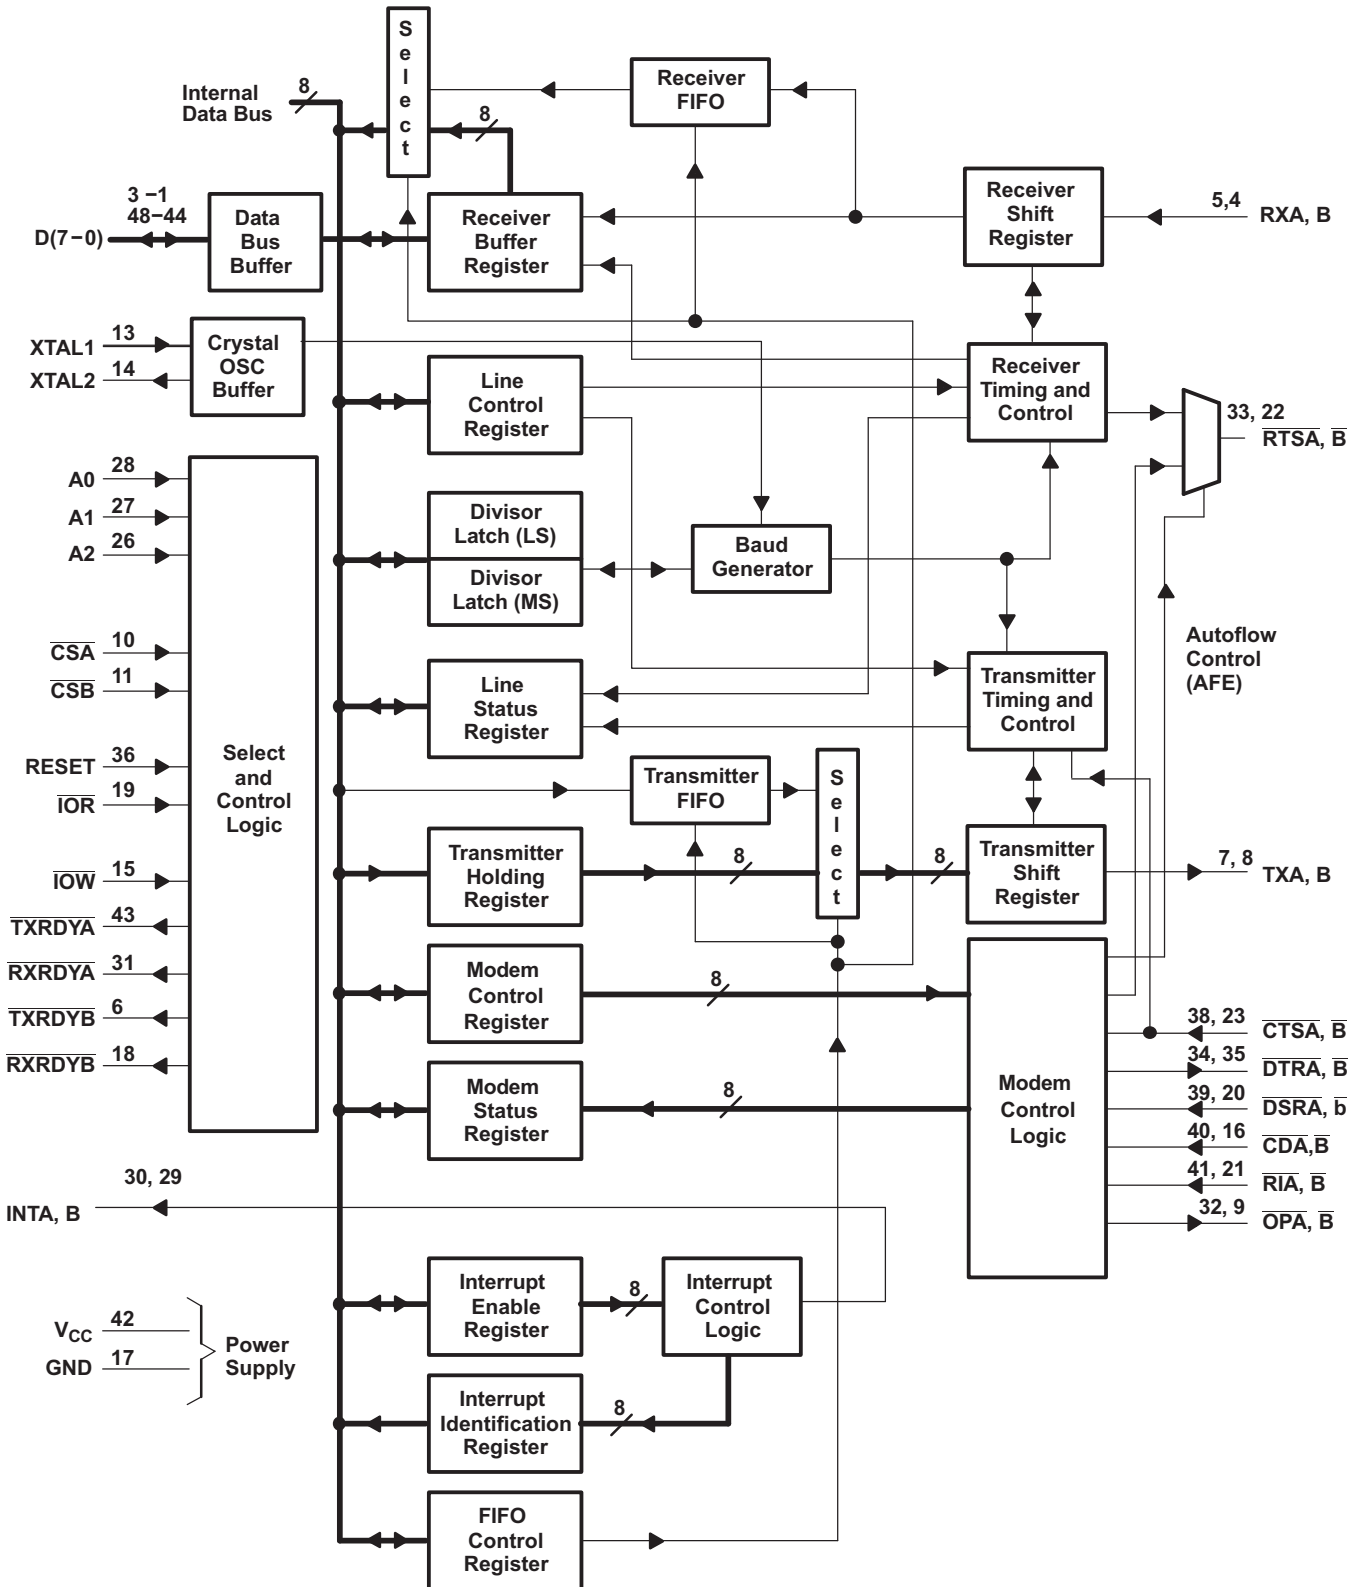 S
e
l
e
c
t
8
Internal
Data Bus
8
Receiver
FIFO
3 −1
48−44
D(7−0)
Data
Bus
Buffer
Receiver
Buffer
Register
Receiver
Shift
Register
5,4
RXA, B
13
XTAL1
14
XTAL2
Crystal
OSC
Buffer
Line
Control
Register
Receiver
Timing and
Control
33, 22
RTSA, B
28
A0
27
A1
26
A2
Divisor
Latch (LS)
Divisor
Latch (MS)
Baud
Generator
Autoflow
Control
(AFE)
10
CSA
11
CSB
Line
Status
Register
Transmitter
Timing and
Control
36
RESET
19
IOR
Select
and
Control
Logic
Transmitter
FIFO
S
e
l
e
c
t
15
IOW
Transmitter
Holding
Register
8
8
Transmitter
Shift
Register
7, 8
TXA, B
43
TXRDYA
31
RXRDYA
6
TXRDYB
18
RXRDYB
Modem
Control
Register
8
Modem
Status
Register
8
Modem
Control
Logic
38, 23
CTSA, B
34, 35
DTRA, B
39, 20
DSRA, b
40, 16
CDA,B
41, 21
RIA, B
32, 9
OPA, B
30, 29
INTA, B
Interrupt
Enable
Register
8
Interrupt
Control
Logic
42
VCC
17
GND
Power
Supply
Interrupt
Identification
Register
8
FIFO
Control
Register